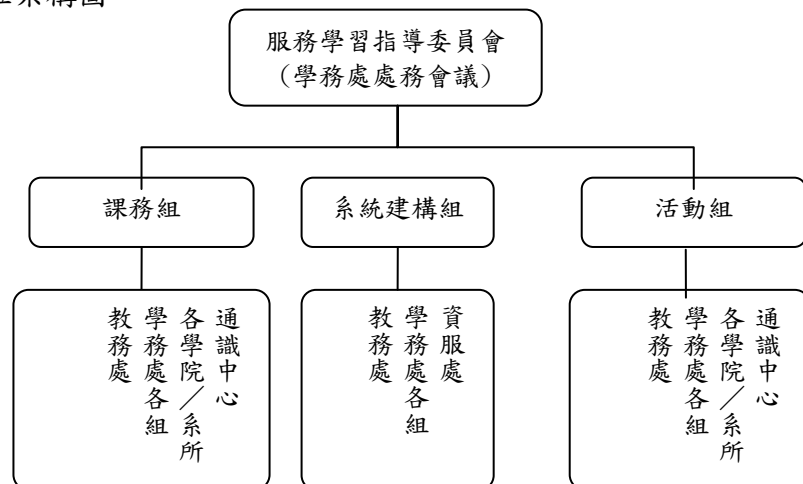 架構圖
服務學習指導委員會
（學務處處務會議）
課務組
系統建構組
活動組
通識中心
各學院／系所
學務處各組
教務處
資服處
學務處各組
教務處
通識中心
各學院／系所
學務處各組
教務處